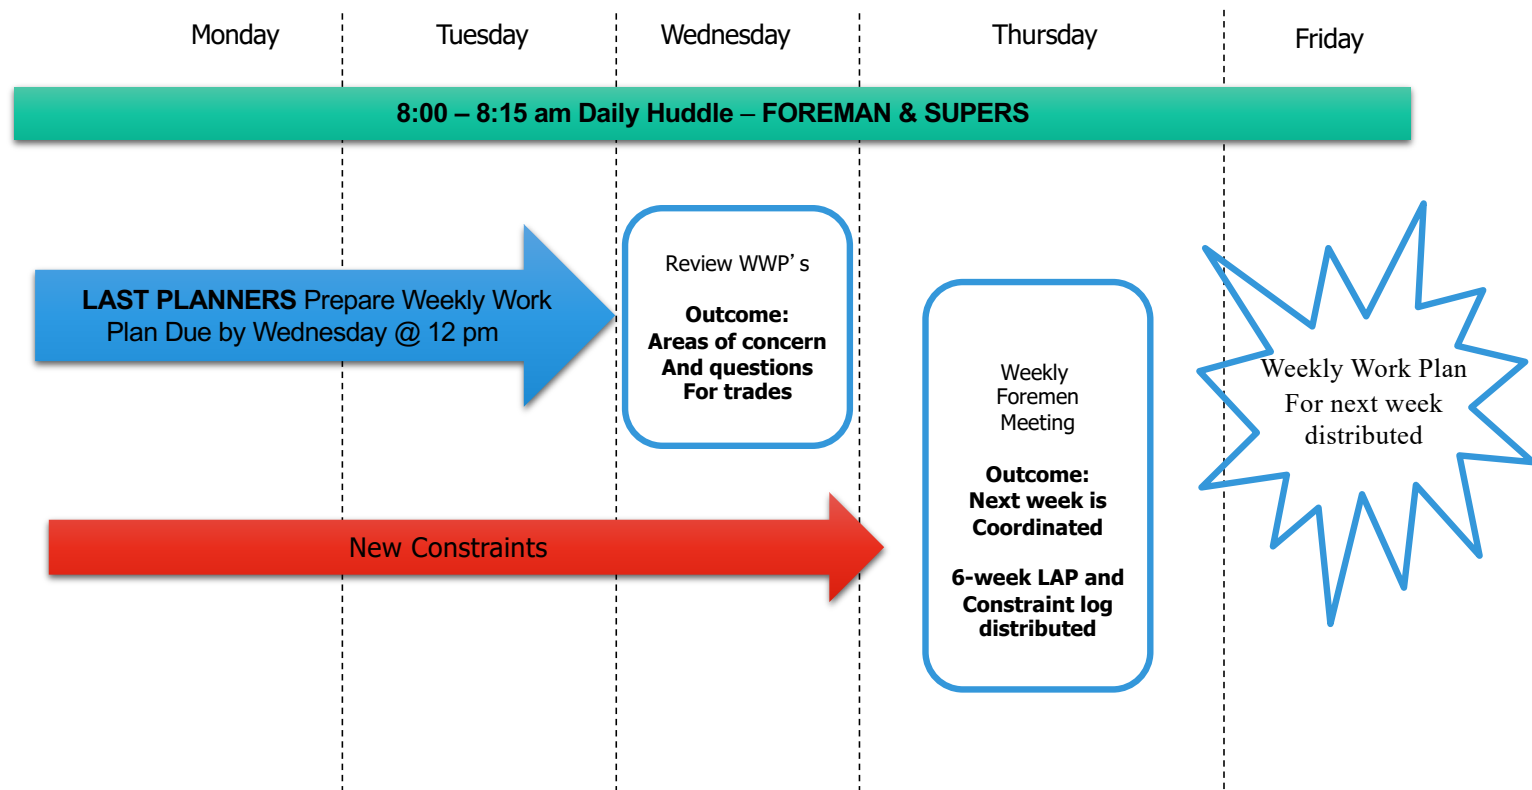 Monday Tuesday Wednesday Thursday Friday
8:00 – 8:15 am Daily Huddle – FOREMAN & SUPERS
LAST PLANNERS Prepare Weekly Work
Plan Due by Wednesday @ 12 pm
Review WWP’s
Outcome:
Areas of concern
And questions
For trades
New Constraints
Weekly
Foremen
Meeting
Outcome:
Next week is
Coordinated
6-week LAP and
Constraint log
distributed
Weekly Work Plan
For next week
distributed